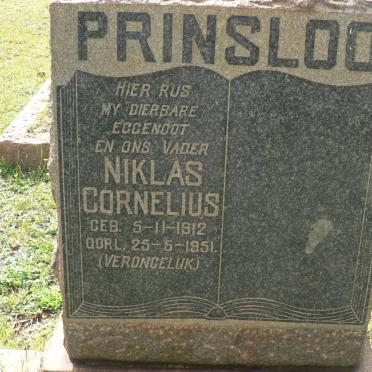 PRINSLOO
HIER RUS
MY DIERBARE
EGGENOOT
EN ONS VADER
NIKLAS
CORNELIUS
GEB. 5-11-1912
OORL. 25-5-1951
(VERONGELUK)